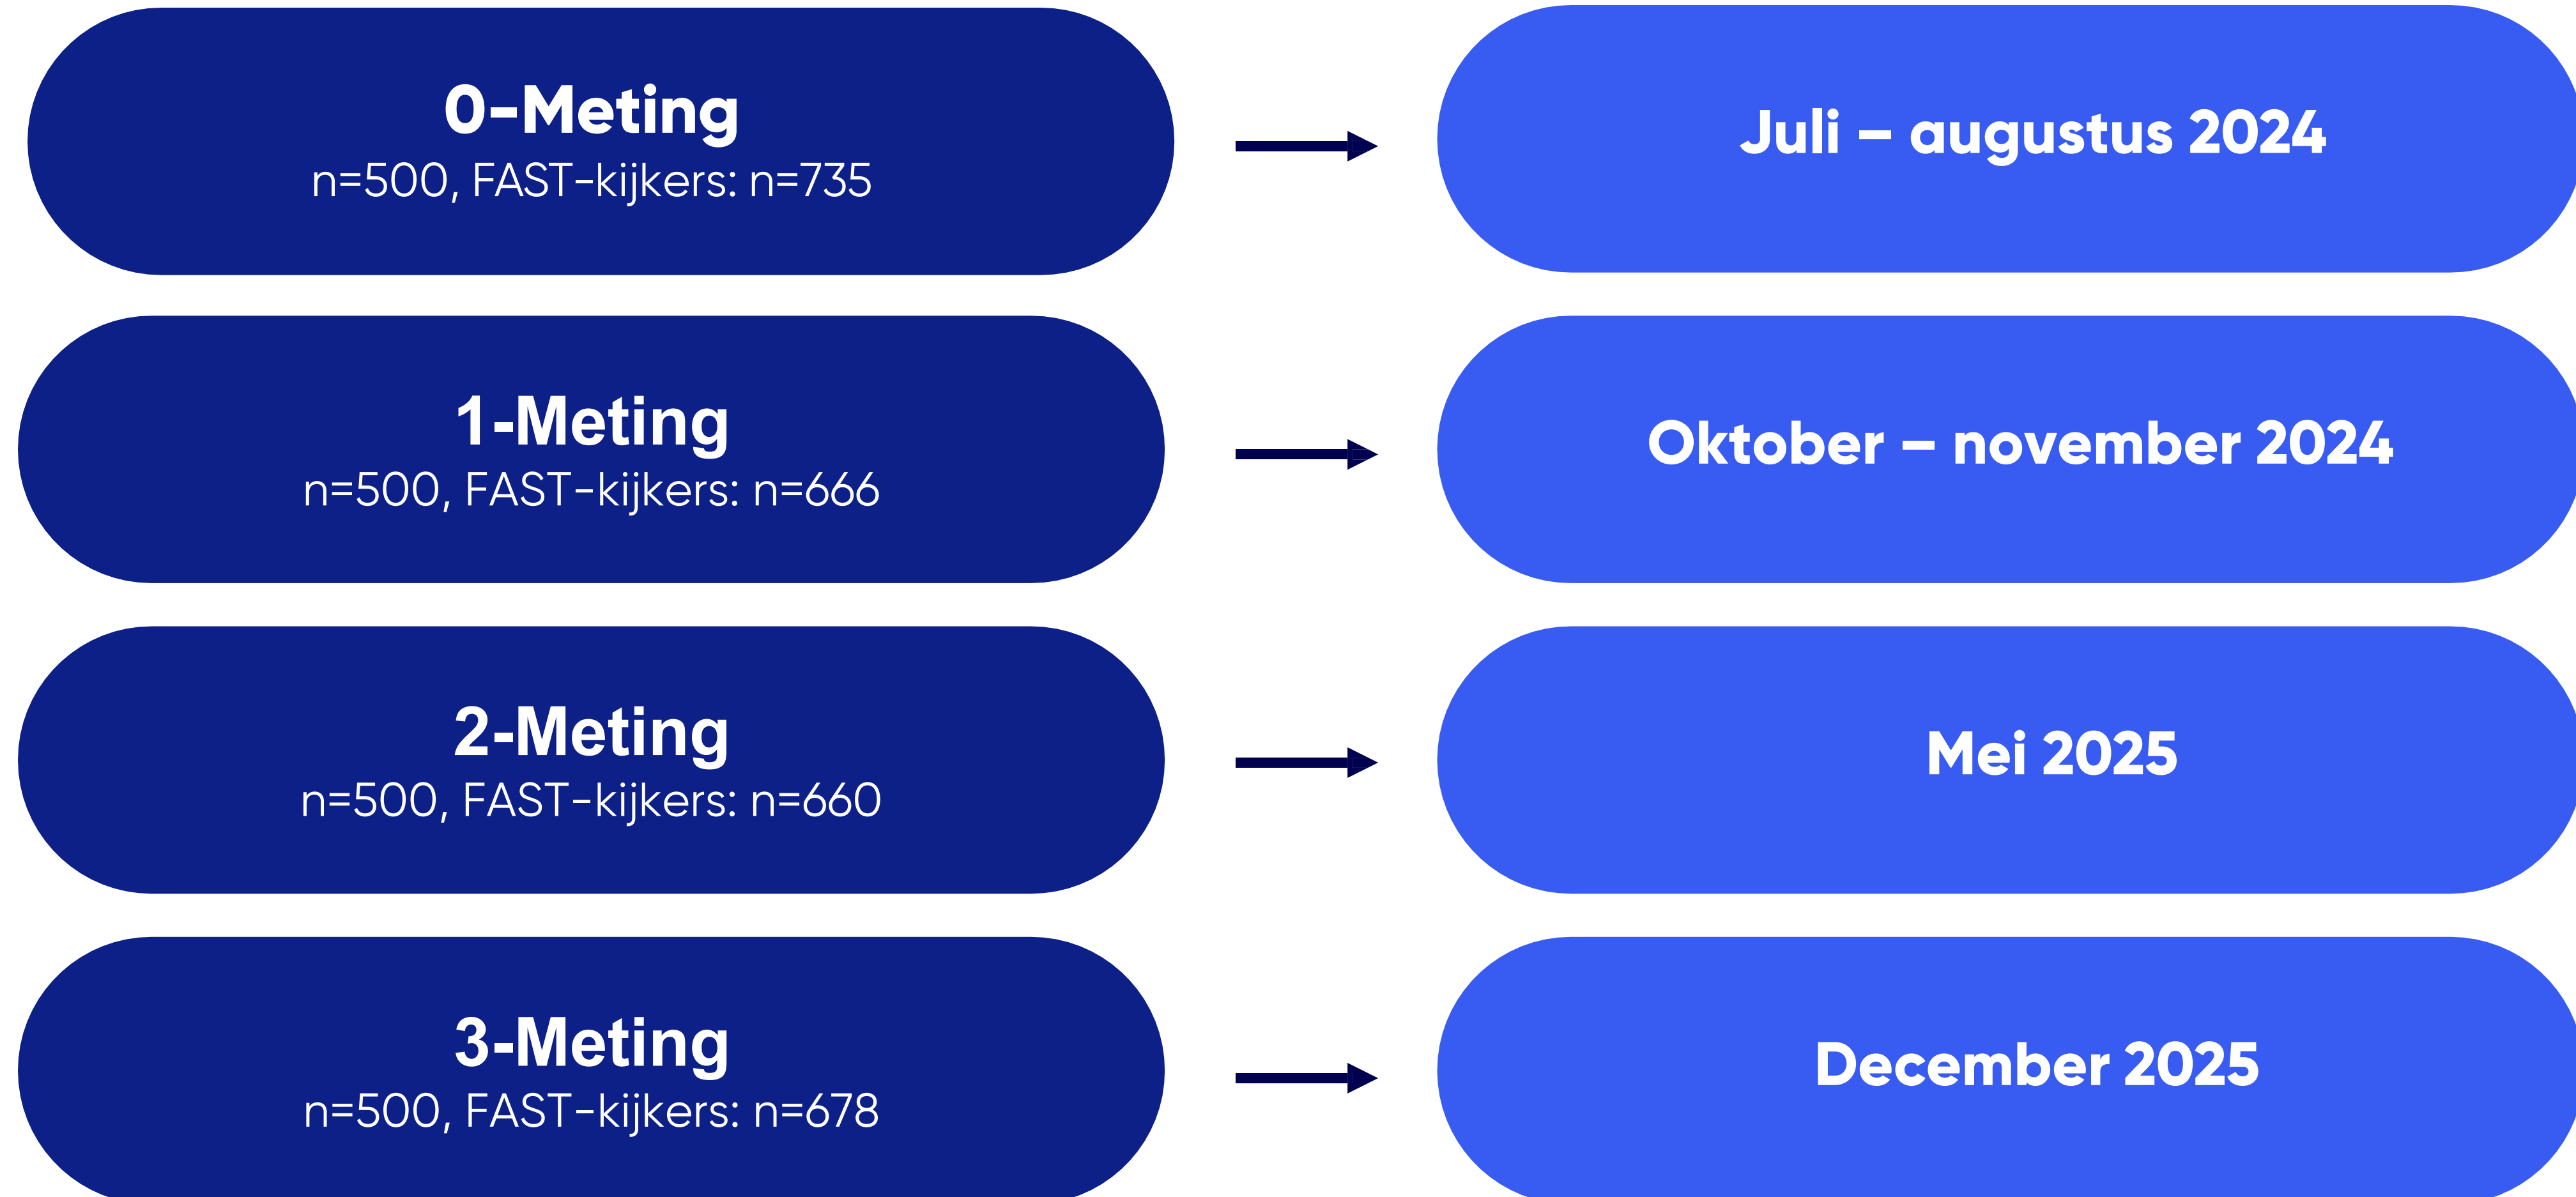 0-Meting
n=500, FAST-kijkers: n=735
Juli – augustus 2024
1-Meting
n=500, FAST-kijkers: n=666
Oktober – november 2024
2-Meting
n=500, FAST-kijkers: n=660
Mei 2025
3-Meting
n=500, FAST-kijkers: n=678
December 2025